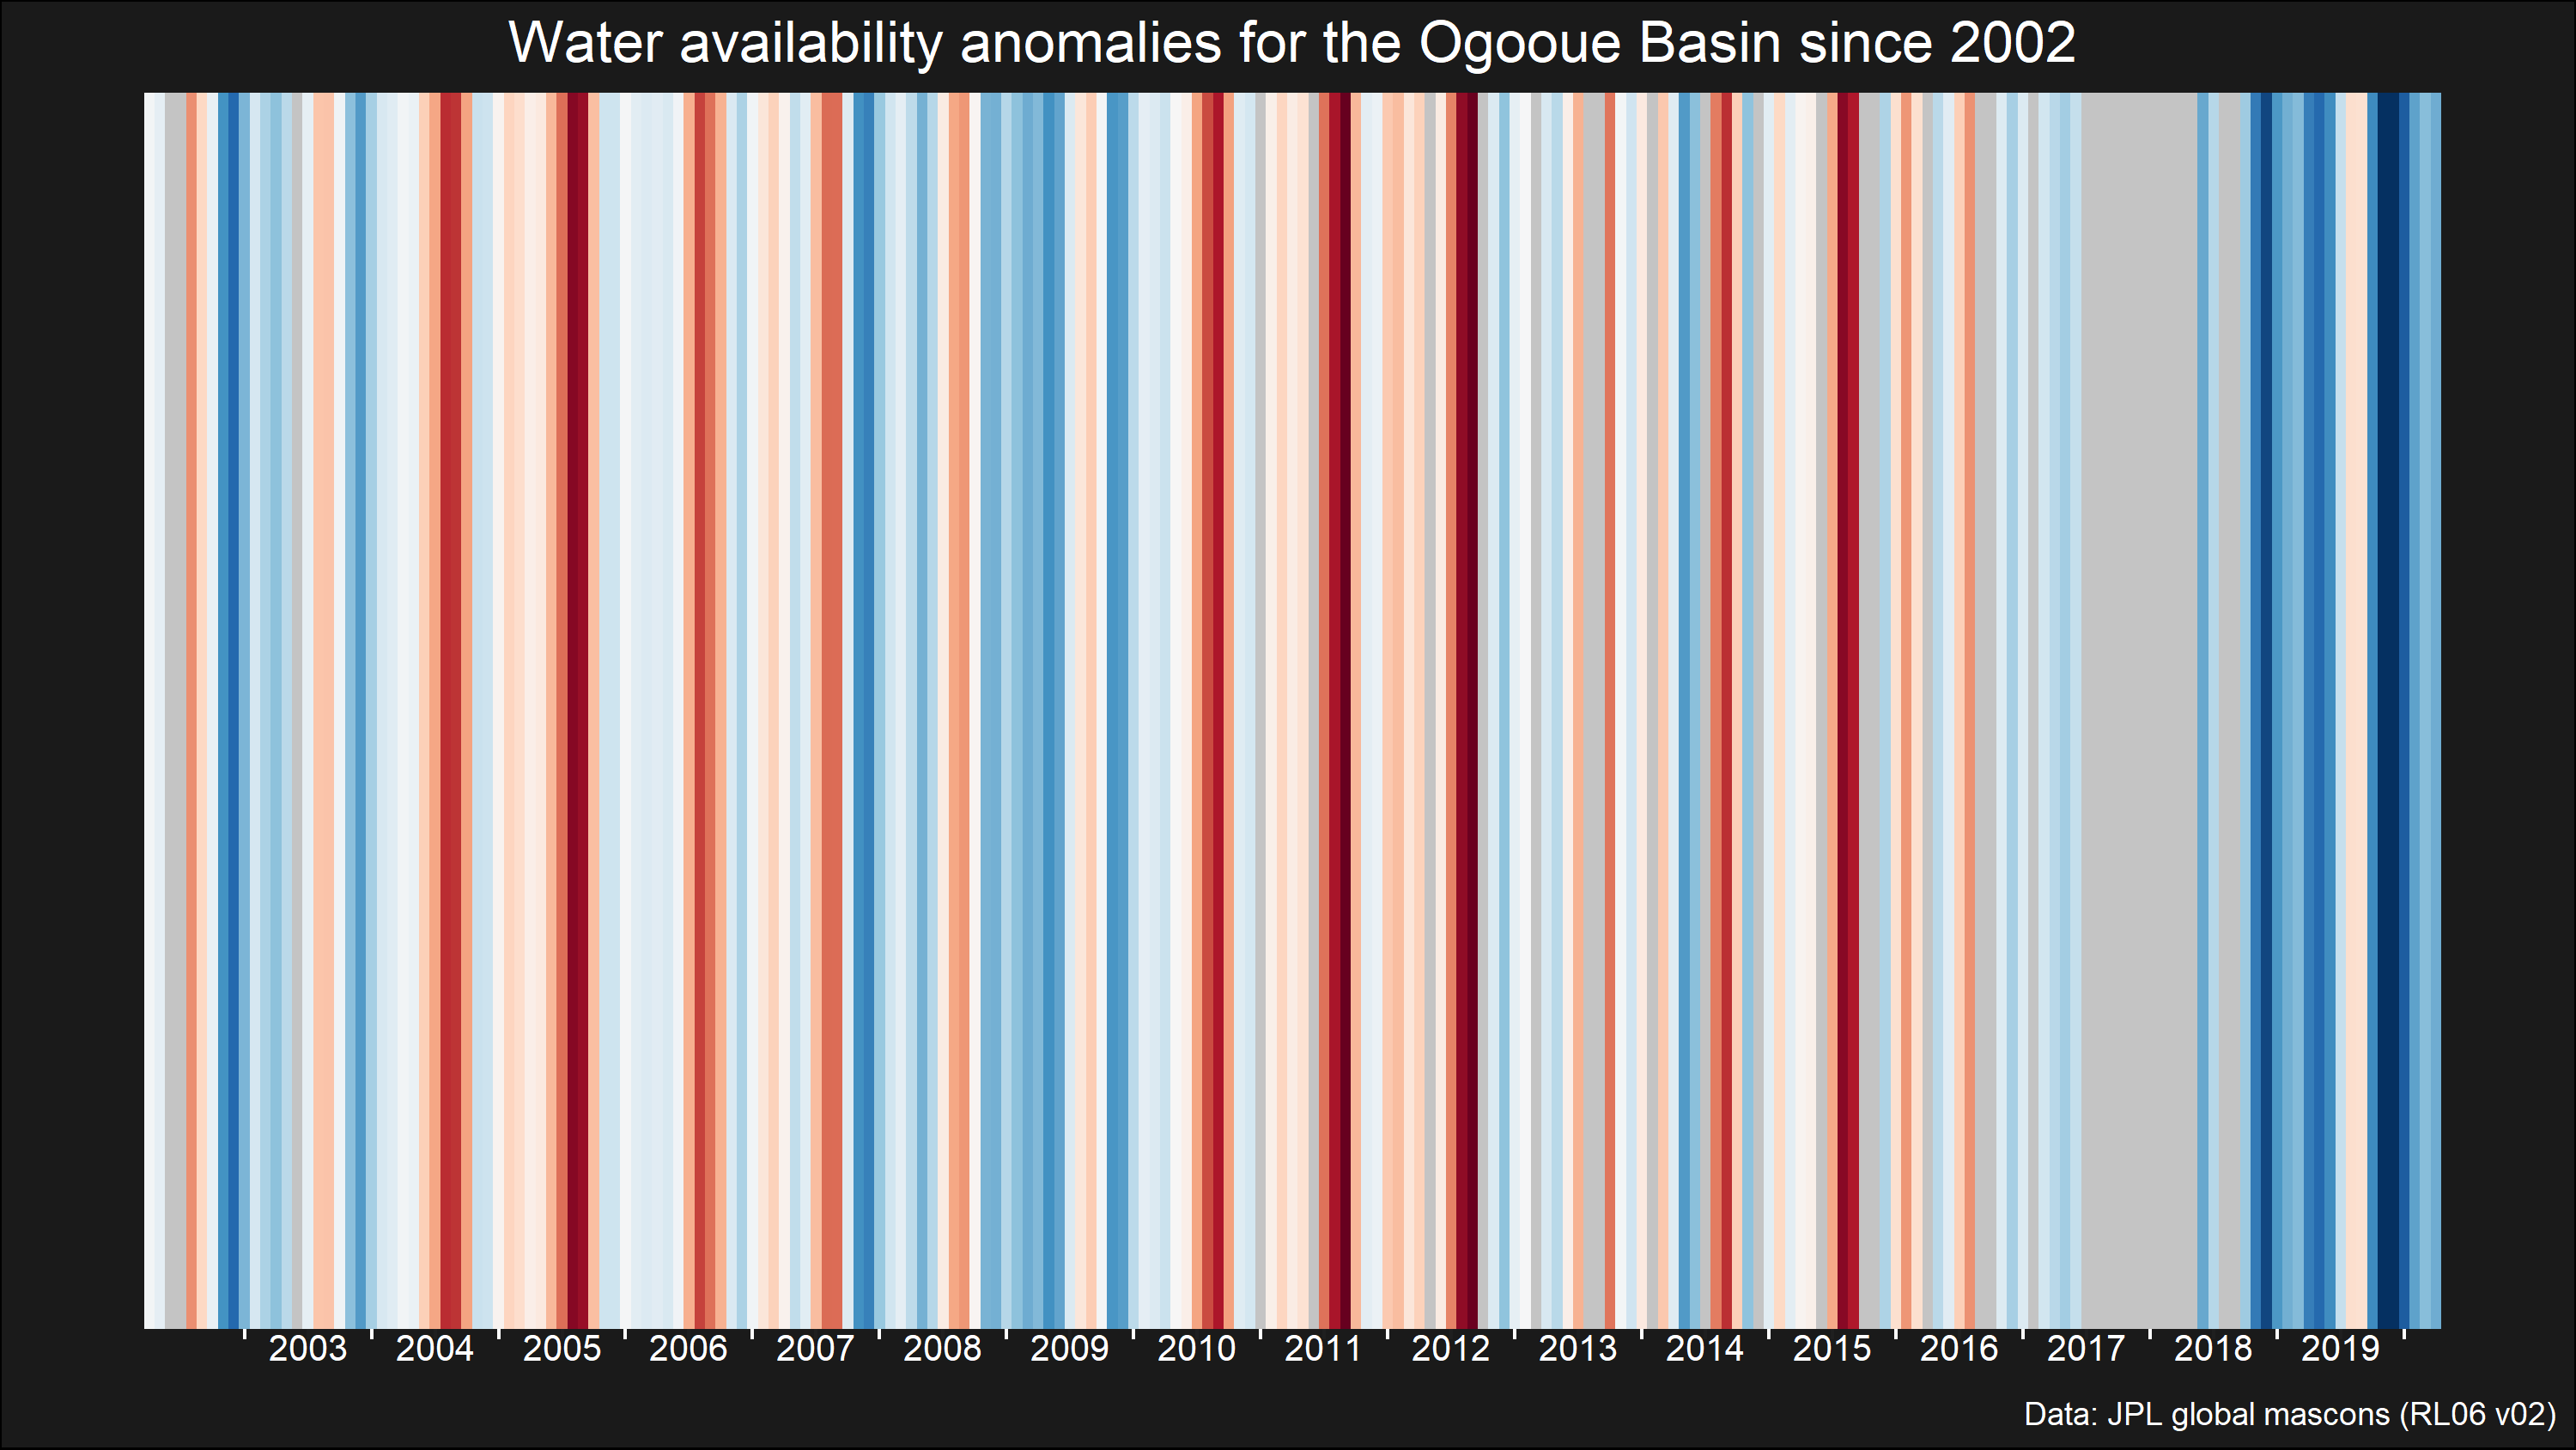 Water availability anomalies for the Ogooue Basin since 2002
2003 2004 2005 2006 2007 2008 2009 2010 2011 2012 2013 2014 2015 2016 2017 2018 2019
Data: JPL global mascons (RL06 v02)